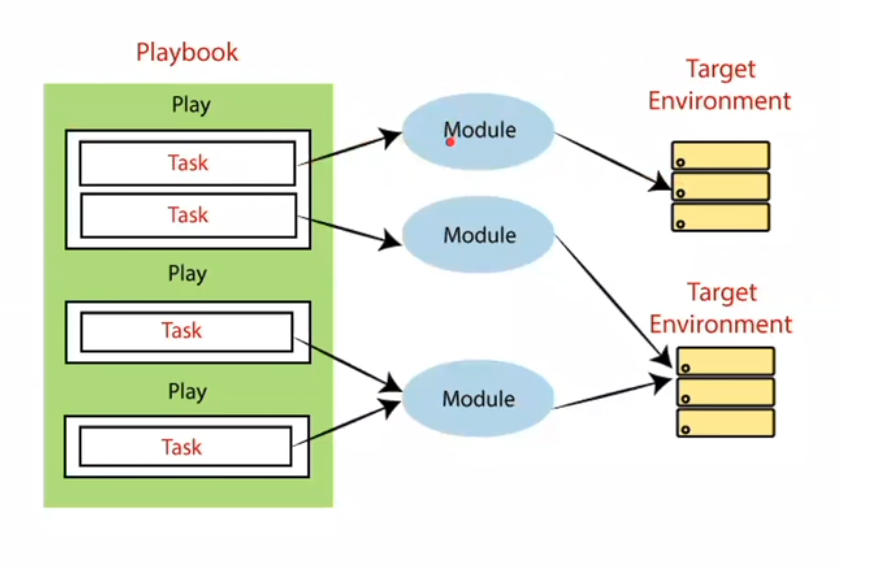 Playbook
Play
Task
Task
Play
Task
Play
Task
Module
Module
Module
Target
Environment
Target
Environment